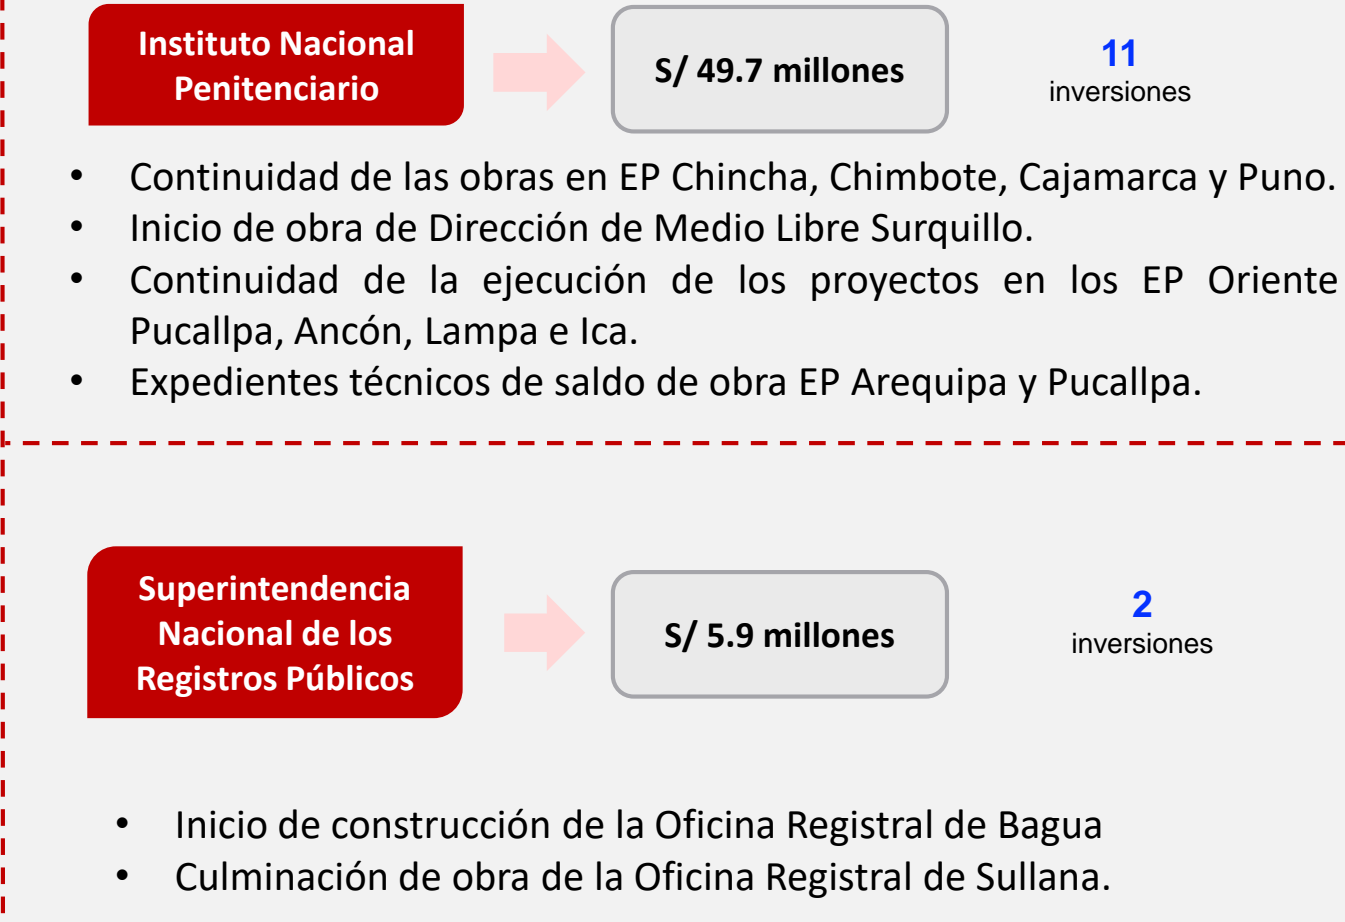 Instituto Nacional
Penitenciario
S/ 49.7 millones
11
inversiones
• Continuidad de las obras en EP Chincha, Chimbote, Cajamarca y Puno.
• Inicio de obra de Dirección de Medio Libre Surquillo.
• Continuidad de la ejecución de los proyectos en los EP Oriente
Pucallpa, Ancón, Lampa e Ica.
• Expedientes técnicos de saldo de obra EP Arequipa y Pucallpa.
Superintendencia
Nacional de los
Registros Públicos
S/ 5.9 millones
2
inversiones
• Inicio de construcción de la Oficina Registral de Bagua
• Culminación de obra de la Oficina Registral de Sullana.